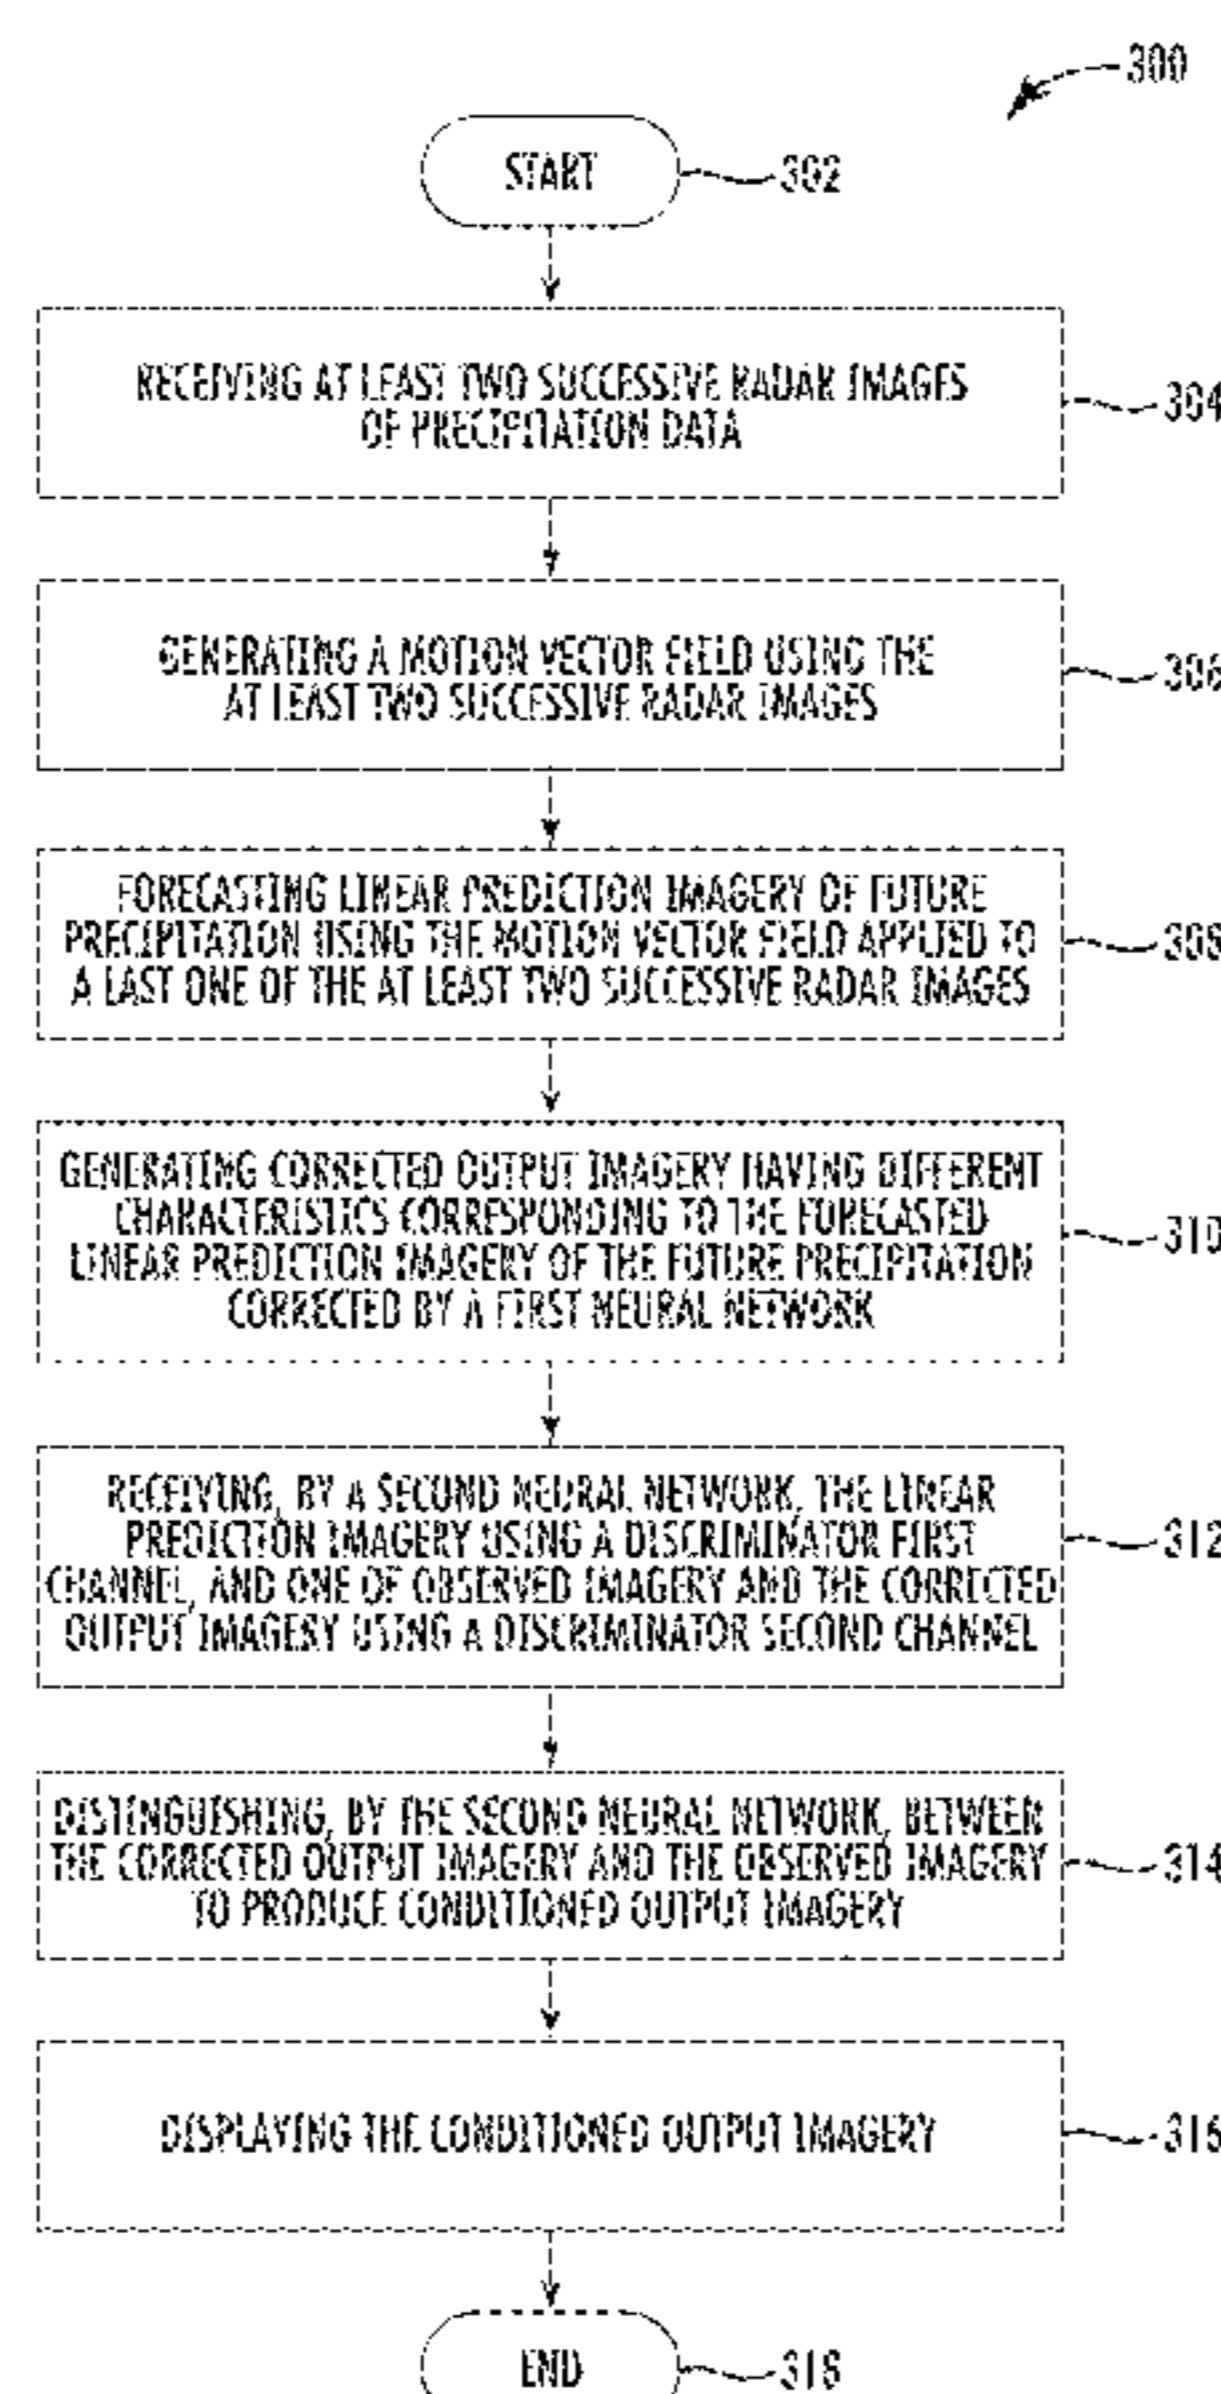 300
START
302
RECEIVING AT LEAST TWO SUCCESSIVE RADAR IMAGES
OF PRECIPITATION DATA
304
GENERATING A MOTION VECTOR FIELD USING THE
AT LEAST TWO SUCCESSIVE RADAR IMAGES
306
FORECASTING LINEAR PREDICTION IMAGERY OF FUTURE
PRECIPITATION USING THE MOTION VECTOR FIELD APPLIED TO
A LAST ONE OF THE AT LEAST TWO SUCCESSIVE RADAR IMAGES
308
GENERATING CORRECTED OUTPUT IMAGERY HAVING DIFFERENT
CHARACTERISTICS CORRESPONDING TO THE FORECASTED
LINEAR PREDICTION IMAGERY OF THE FUTURE PRECIPITATION
CORRECTED BY A FIRST NEURAL NETWORK
310
RECEIVING, BY A SECOND NEURAL NETWORK, THE LINEAR
PREDICTION IMAGERY USING A DISCRIMINATOR FIRST
CHANNEL, AND ONE OF OBSERVED IMAGERY AND THE CORRECTED
OUTPUT IMAGERY USING A DISCRIMINATOR SECOND CHANNEL
312
DISTINGUISHING, BY THE SECOND NEURAL NETWORK, BETWEEN
THE CORRECTED OUTPUT IMAGERY AND THE OBSERVED IMAGERY
TO PRODUCE CONDITIONED OUTPUT IMAGERY
314
DISPLAYING THE CONDITIONED OUTPUT IMAGERY
316
END
318